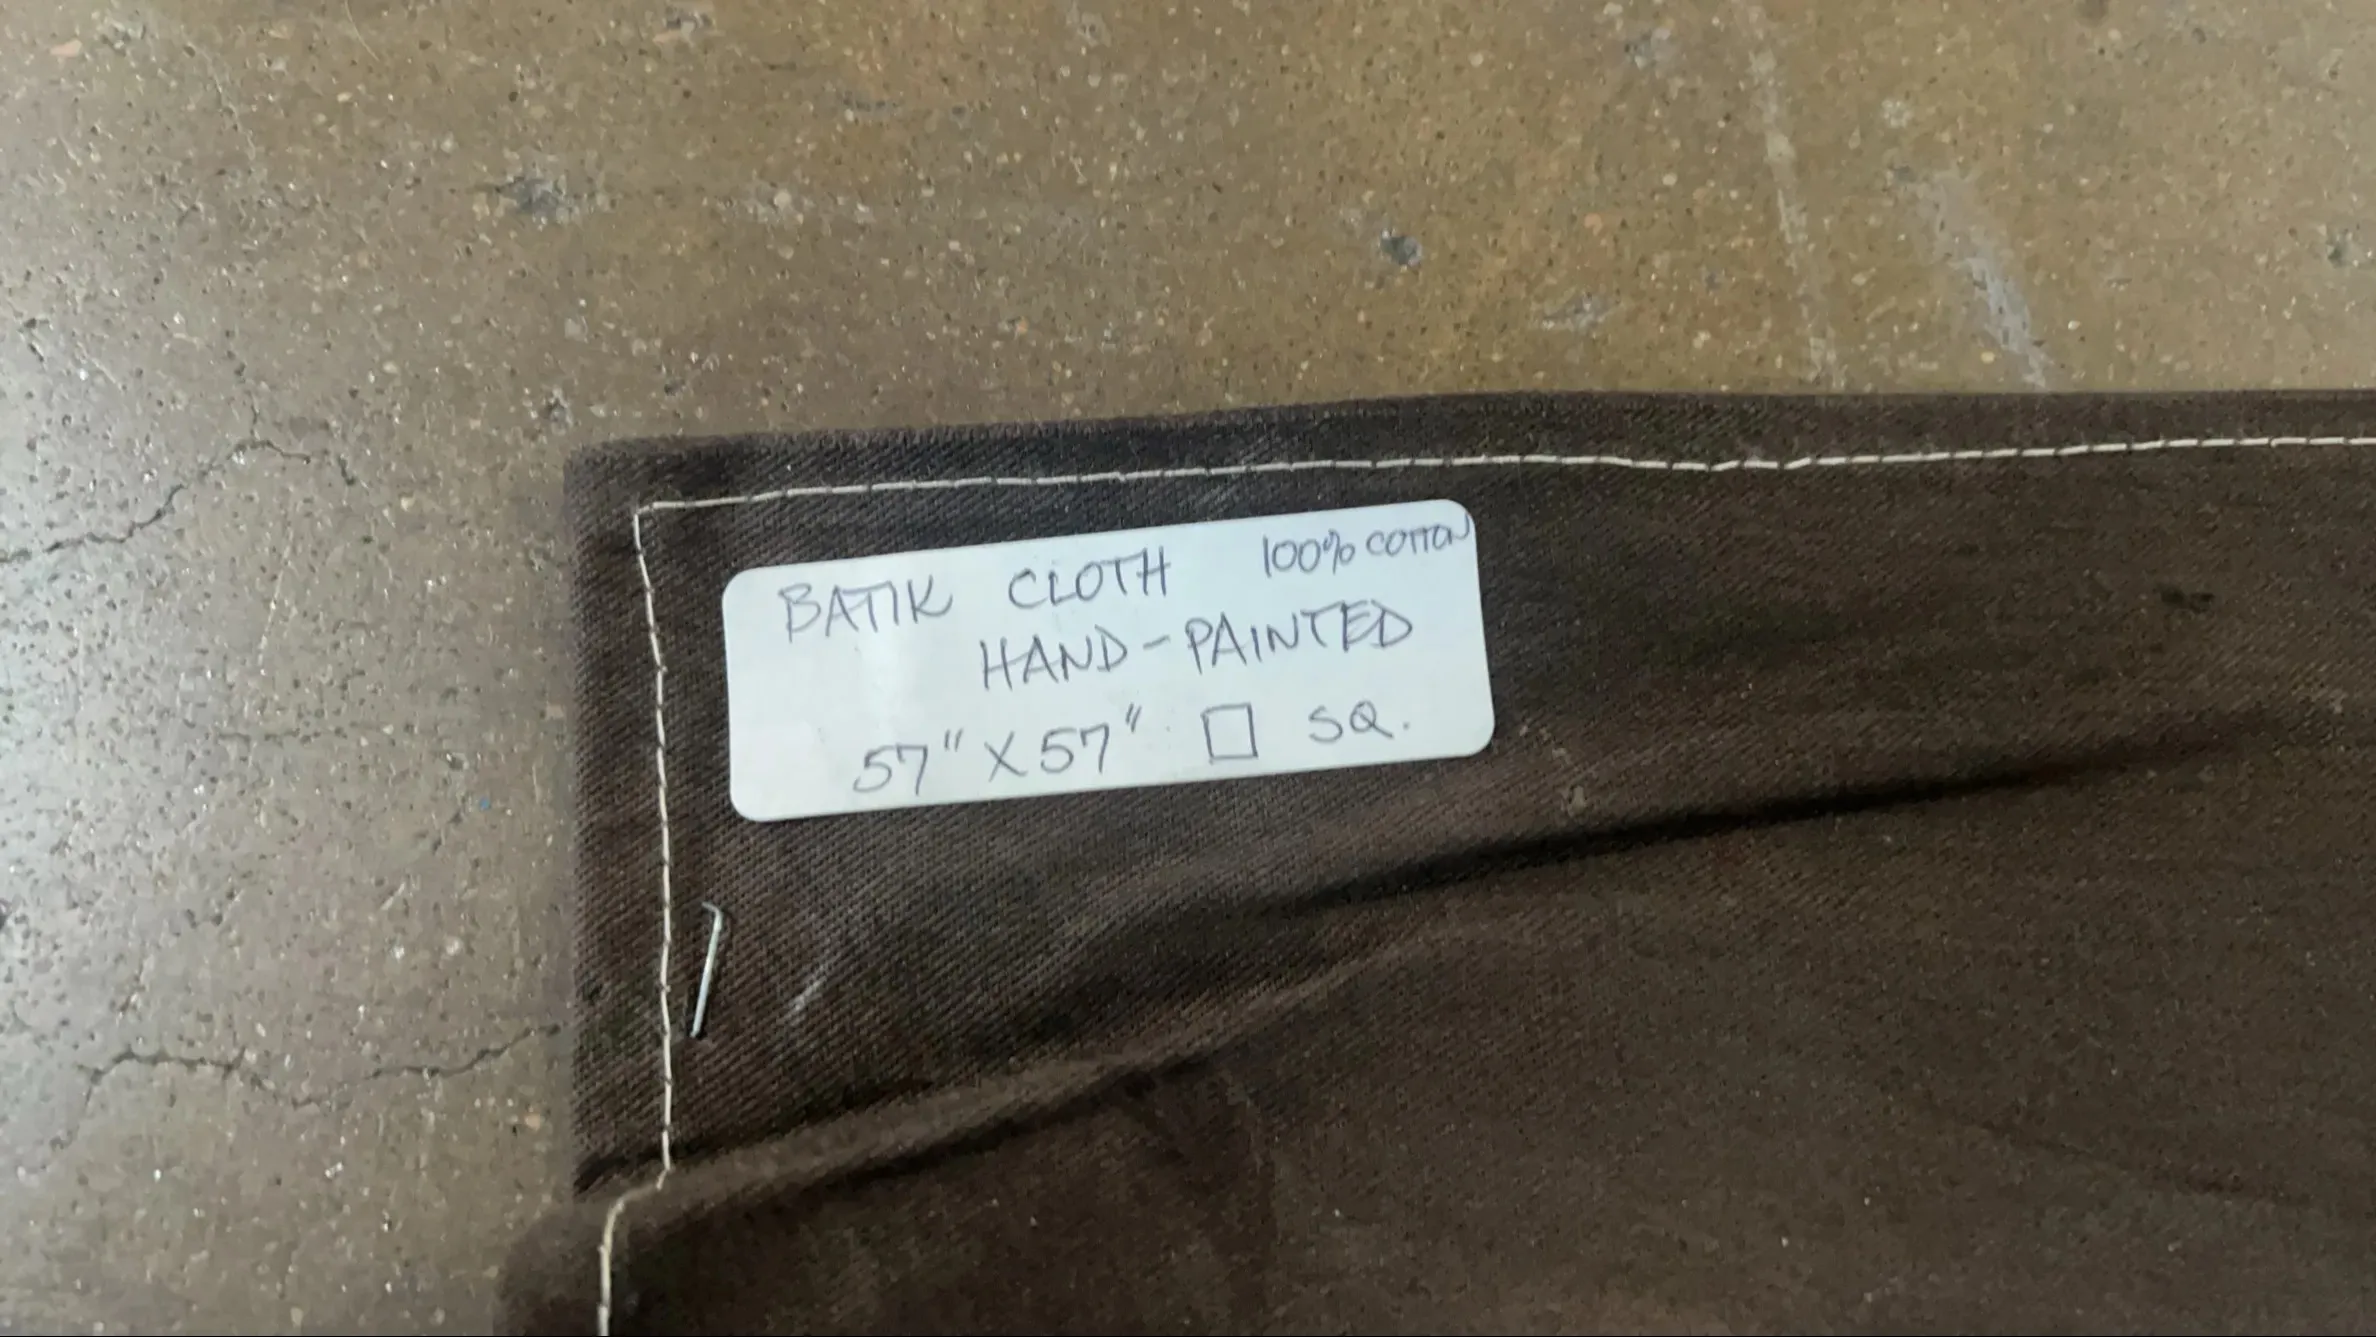 BATIK CLOTH 100% COTTON
HAND-PAINTED
57" X 57" □ SQ.